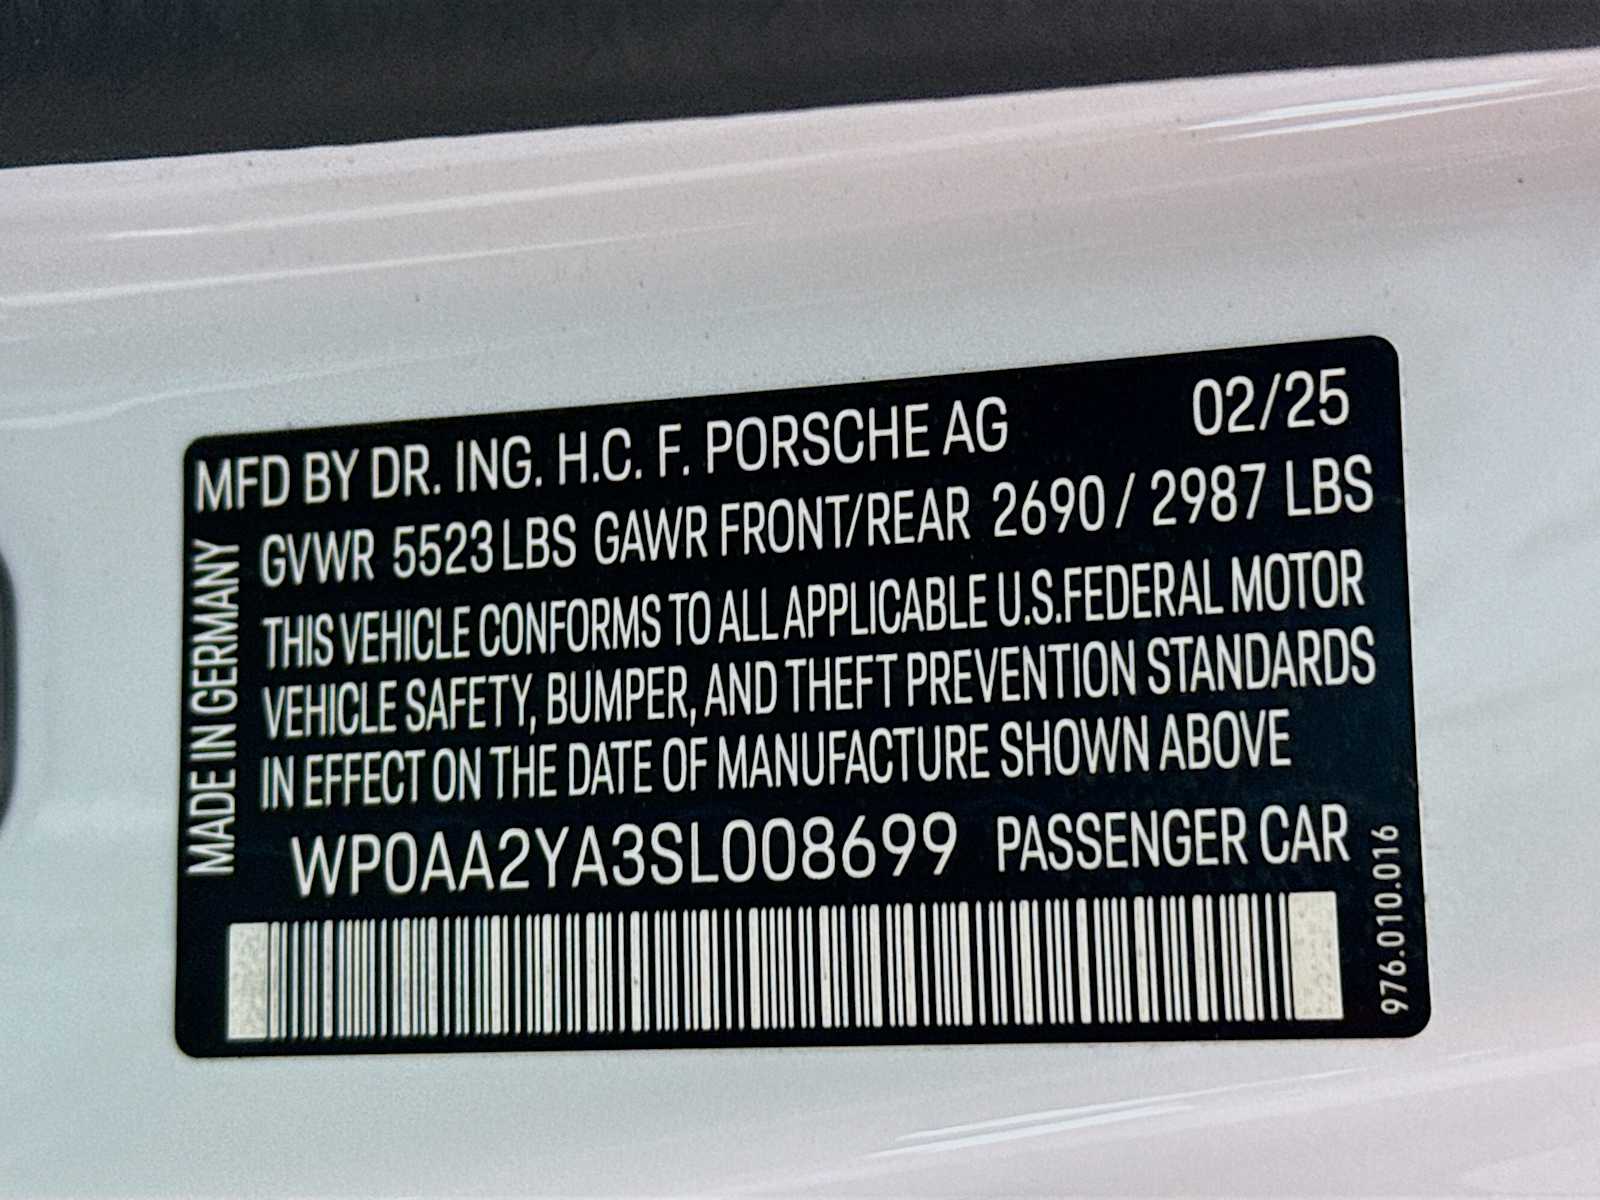 MFD BY DR. ING. H.C. F. PORSCHE AG 02/25
GVWR 5523 LBS GAWR FRONT/REAR 2690 / 2987 LBS
THIS VEHICLE CONFORMS TO ALL APPLICABLE U.S.FEDERAL MOTOR
VEHICLE SAFETY, BUMPER, AND THEFT PREVENTION STANDARDS
IN EFFECT ON THE DATE OF MANUFACTURE SHOWN ABOVE
WP0AA2YA3SL008699 PASSENGER CAR
MADE IN GERMANY
976.010.016